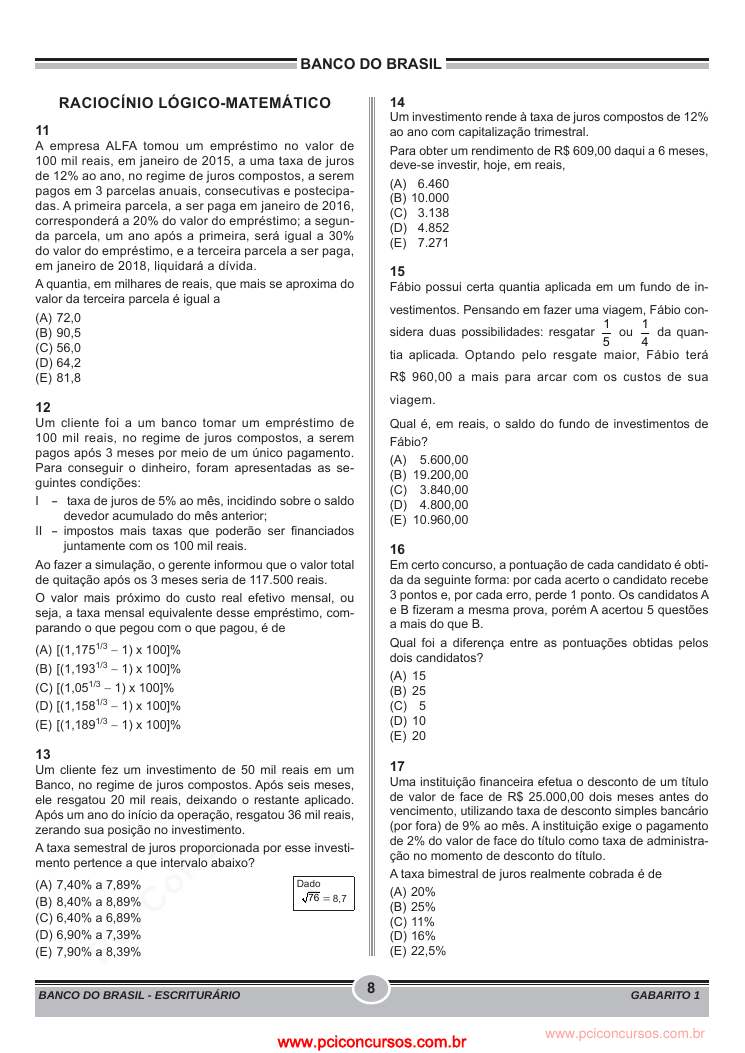 BANCO DO BRASIL
RACIOCÍNIO LÓGICO-MATEMÁTICO
11
A empresa ALFA tomou um empréstimo no valor de
100 mil reais, em janeiro de 2015, a uma taxa de juros
de 12% ao ano, no regime de juros compostos, a serem
pagos em 3 parcelas anuais, consecutivas e postecipa-
das. A primeira parcela, a ser paga em janeiro de 2016,
corresponderá a 20% do valor do empréstimo; a segun-
da parcela, um ano após a primeira, será igual a 30%
do valor do empréstimo, e a terceira parcela a ser paga,
em janeiro de 2018, liquidará a dívida.
A quantia, em milhares de reais, que mais se aproxima do
valor da terceira parcela é igual a
(A) 72,0
(B) 90,5
(C) 56,0
(D) 64,2
(E) 81,8
12
Um cliente foi a um banco tomar um empréstimo de
100 mil reais, no regime de juros compostos, a serem
pagos após 3 meses por meio de um único pagamento.
Para conseguir o dinheiro, foram apresentadas as se-
guintes condições:
I – taxa de juros de 5% ao mês, incidindo sobre o saldo
devedor acumulado do mês anterior;
II – impostos mais taxas que poderão ser financiados
juntamente com os 100 mil reais.
Ao fazer a simulação, o gerente informou que o valor total
de quitação após os 3 meses seria de 117.500 reais.
O valor mais próximo do custo real efetivo mensal, ou
seja, a taxa mensal equivalente desse empréstimo, com-
parando o que pegou com o que pagou, é de
(A) [(1,175^1/3 – 1) x 100]%
(B) [(1,193^1/3 – 1) x 100]%
(C) [(1,05^1/3 – 1) x 100]%
(D) [(1,158^1/3 – 1) x 100]%
(E) [(1,189^1/3 – 1) x 100]%
13
Um cliente fez um investimento de 50 mil reais em um
Banco, no regime de juros compostos. Após seis meses,
ele resgatou 20 mil reais, deixando o restante aplicado.
Após um ano do início da operação, resgatou 36 mil reais,
zerando sua posição no investimento.
A taxa semestral de juros proporcionada por esse investi-
mento pertence a que intervalo abaixo?
(A) 7,40% a 7,89%
(B) 8,40% a 8,89%
(C) 6,40% a 6,89%
(D) 6,90% a 7,39%
(E) 7,90% a 8,39%
Dado
√76 = 8,7
14
Um investimento rende à taxa de juros compostos de 12%
ao ano com capitalização trimestral.
Para obter um rendimento de R$ 609,00 daqui a 6 meses,
deve-se investir, hoje, em reais,
(A) 6.460
(B) 10.000
(C) 3.138
(D) 4.852
(E) 7.271
15
Fábio possui certa quantia aplicada em um fundo de in-
vestimentos. Pensando em fazer uma viagem, Fábio con-
sidera duas possibilidades: resgatar 1/5 ou 1/4 da quan-
tia aplicada. Optando pelo resgate maior, Fábio terá
R$ 960,00 a mais para arcar com os custos de sua
viagem.
Qual é, em reais, o saldo do fundo de investimentos de
Fábio?
(A) 5.600,00
(B) 19.200,00
(C) 3.840,00
(D) 4.800,00
(E) 10.960,00
16
Em certo concurso, a pontuação de cada candidato é obti-
da da seguinte forma: por cada acerto o candidato recebe
3 pontos e, por cada erro, perde 1 ponto. Os candidatos A
e B fizeram a mesma prova, porém A acertou 5 questões
a mais do que B.
Qual foi a diferença entre as pontuações obtidas pelos
dois candidatos?
(A) 15
(B) 25
(C) 5
(D) 10
(E) 20
17
Uma instituição financeira efetua o desconto de um título
de valor de face de R$ 25.000,00 dois meses antes do
vencimento, utilizando taxa de desconto simples bancário
(por fora) de 9% ao mês. A instituição exige o pagamento
de 2% do valor de face do título como taxa de administra-
ção no momento de desconto do título.
A taxa bimestral de juros realmente cobrada é de
(A) 20%
(B) 25%
(C) 11%
(D) 16%
(E) 22,5%
BANCO DO BRASIL - ESCRITURÁRIO
8
GABARITO 1
www.pciconcursos.com.br
www.pciconcursos.com.br